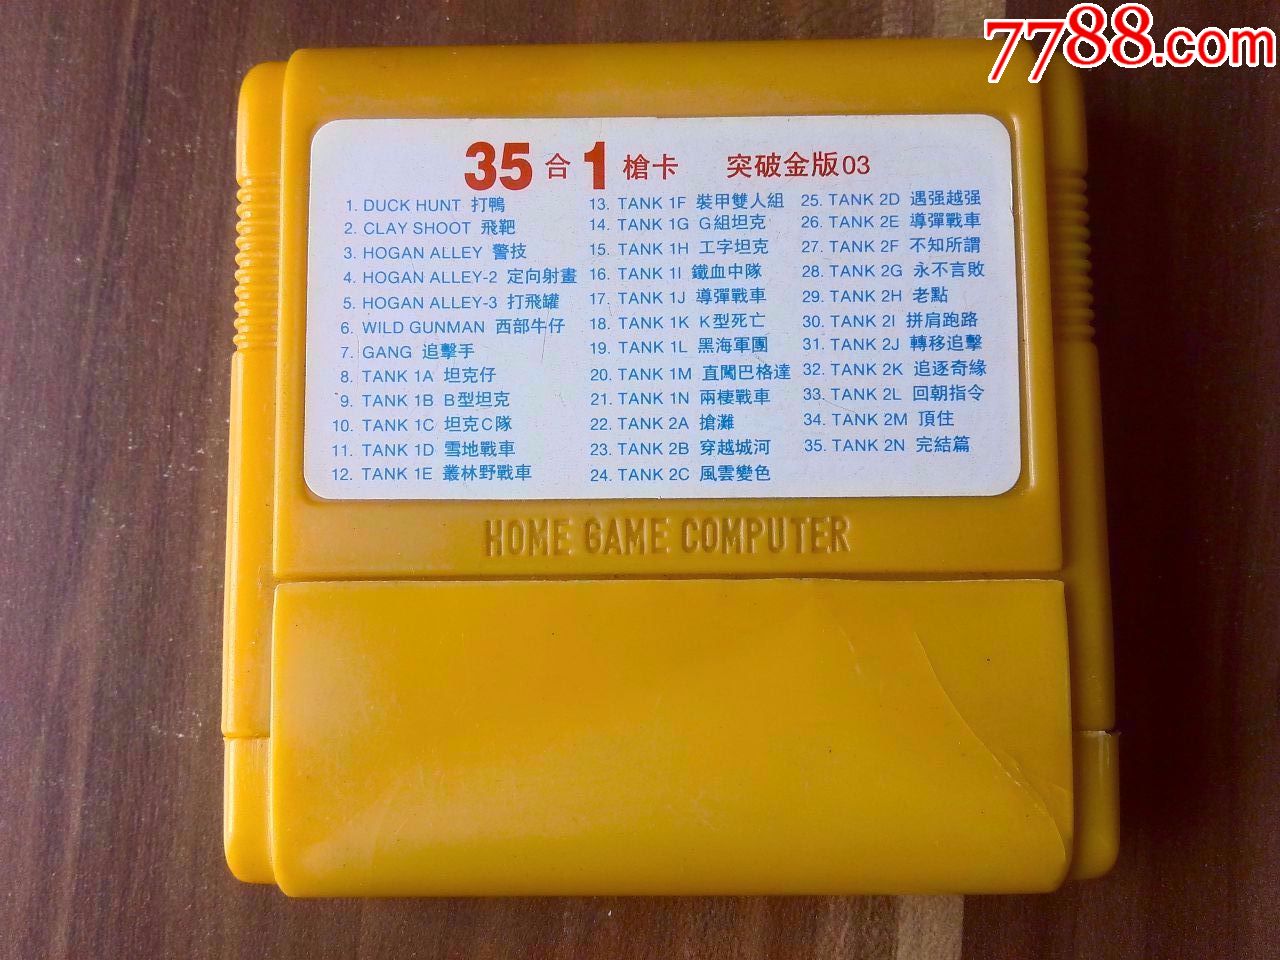 7788.com
35合1槍卡 突破金版03
1. DUCK HUNT 打鴨
2. CLAY SHOOT 飛靶
3. HOGAN ALLEY 警技
4. HOGAN ALLEY-2 定向射畫
5. HOGAN ALLEY-3 打飛罐
6. WILD GUNMAN 西部牛仔
7. GANG 追擊手
8. TANK 1A 坦克仔
9. TANK 1B B型坦克
10. TANK 1C 坦克C隊
11. TANK 1D 雪地戰車
12. TANK 1E 叢林野戰車
13. TANK 1F 裝甲雙人組
14. TANK 1G G組坦克
15. TANK 1H 工字坦克
16. TANK 1I 鐵血中隊
17. TANK 1J 導彈戰車
18. TANK 1K K型死亡
19. TANK 1L 黑海軍團
20. TANK 1M 直闖巴格達
21. TANK 1N 兩棲戰車
22. TANK 2A 搶灘
23. TANK 2B 穿越城河
24. TANK 2C 風雲變色
25. TANK 2D 遇强越强
26. TANK 2E 導彈戰車
27. TANK 2F 不知所謂
28. TANK 2G 永不言敗
29. TANK 2H 老點
30. TANK 2I 拼肩跑路
31. TANK 2J 轉移追擊
32. TANK 2K 追逐奇緣
33. TANK 2L 回朝指令
34. TANK 2M 頂住
35. TANK 2N 完結篇
HOME GAME COMPUTER